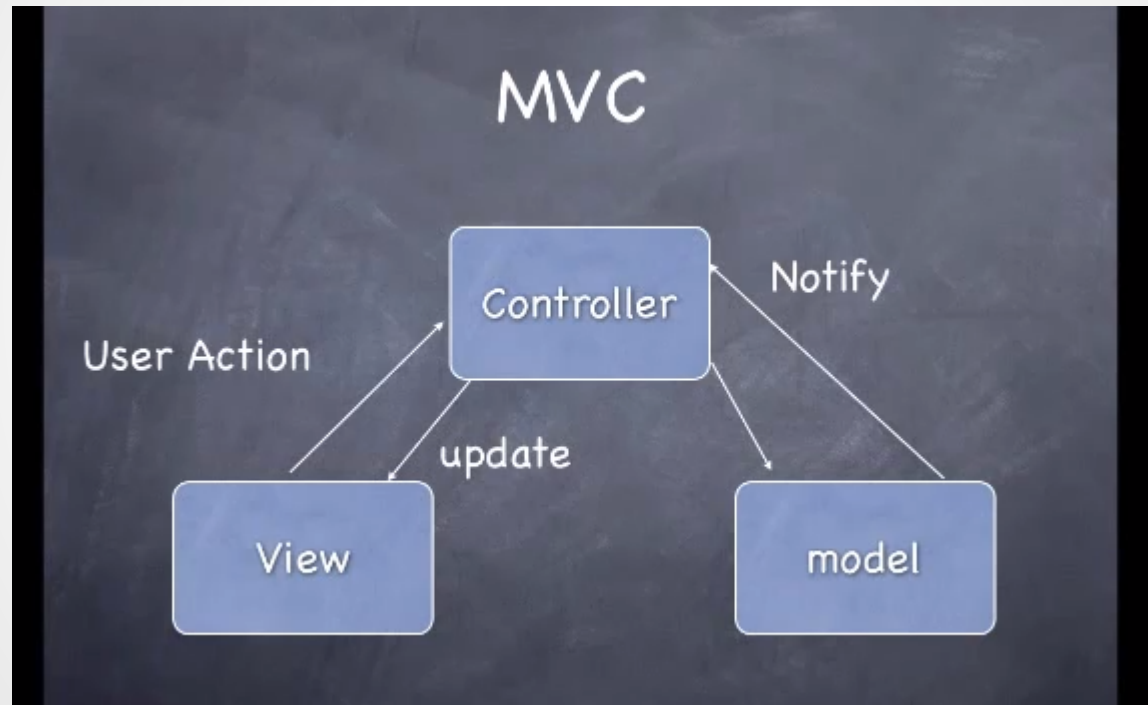 MVC
Controller
Notify
User Action
update
View
model